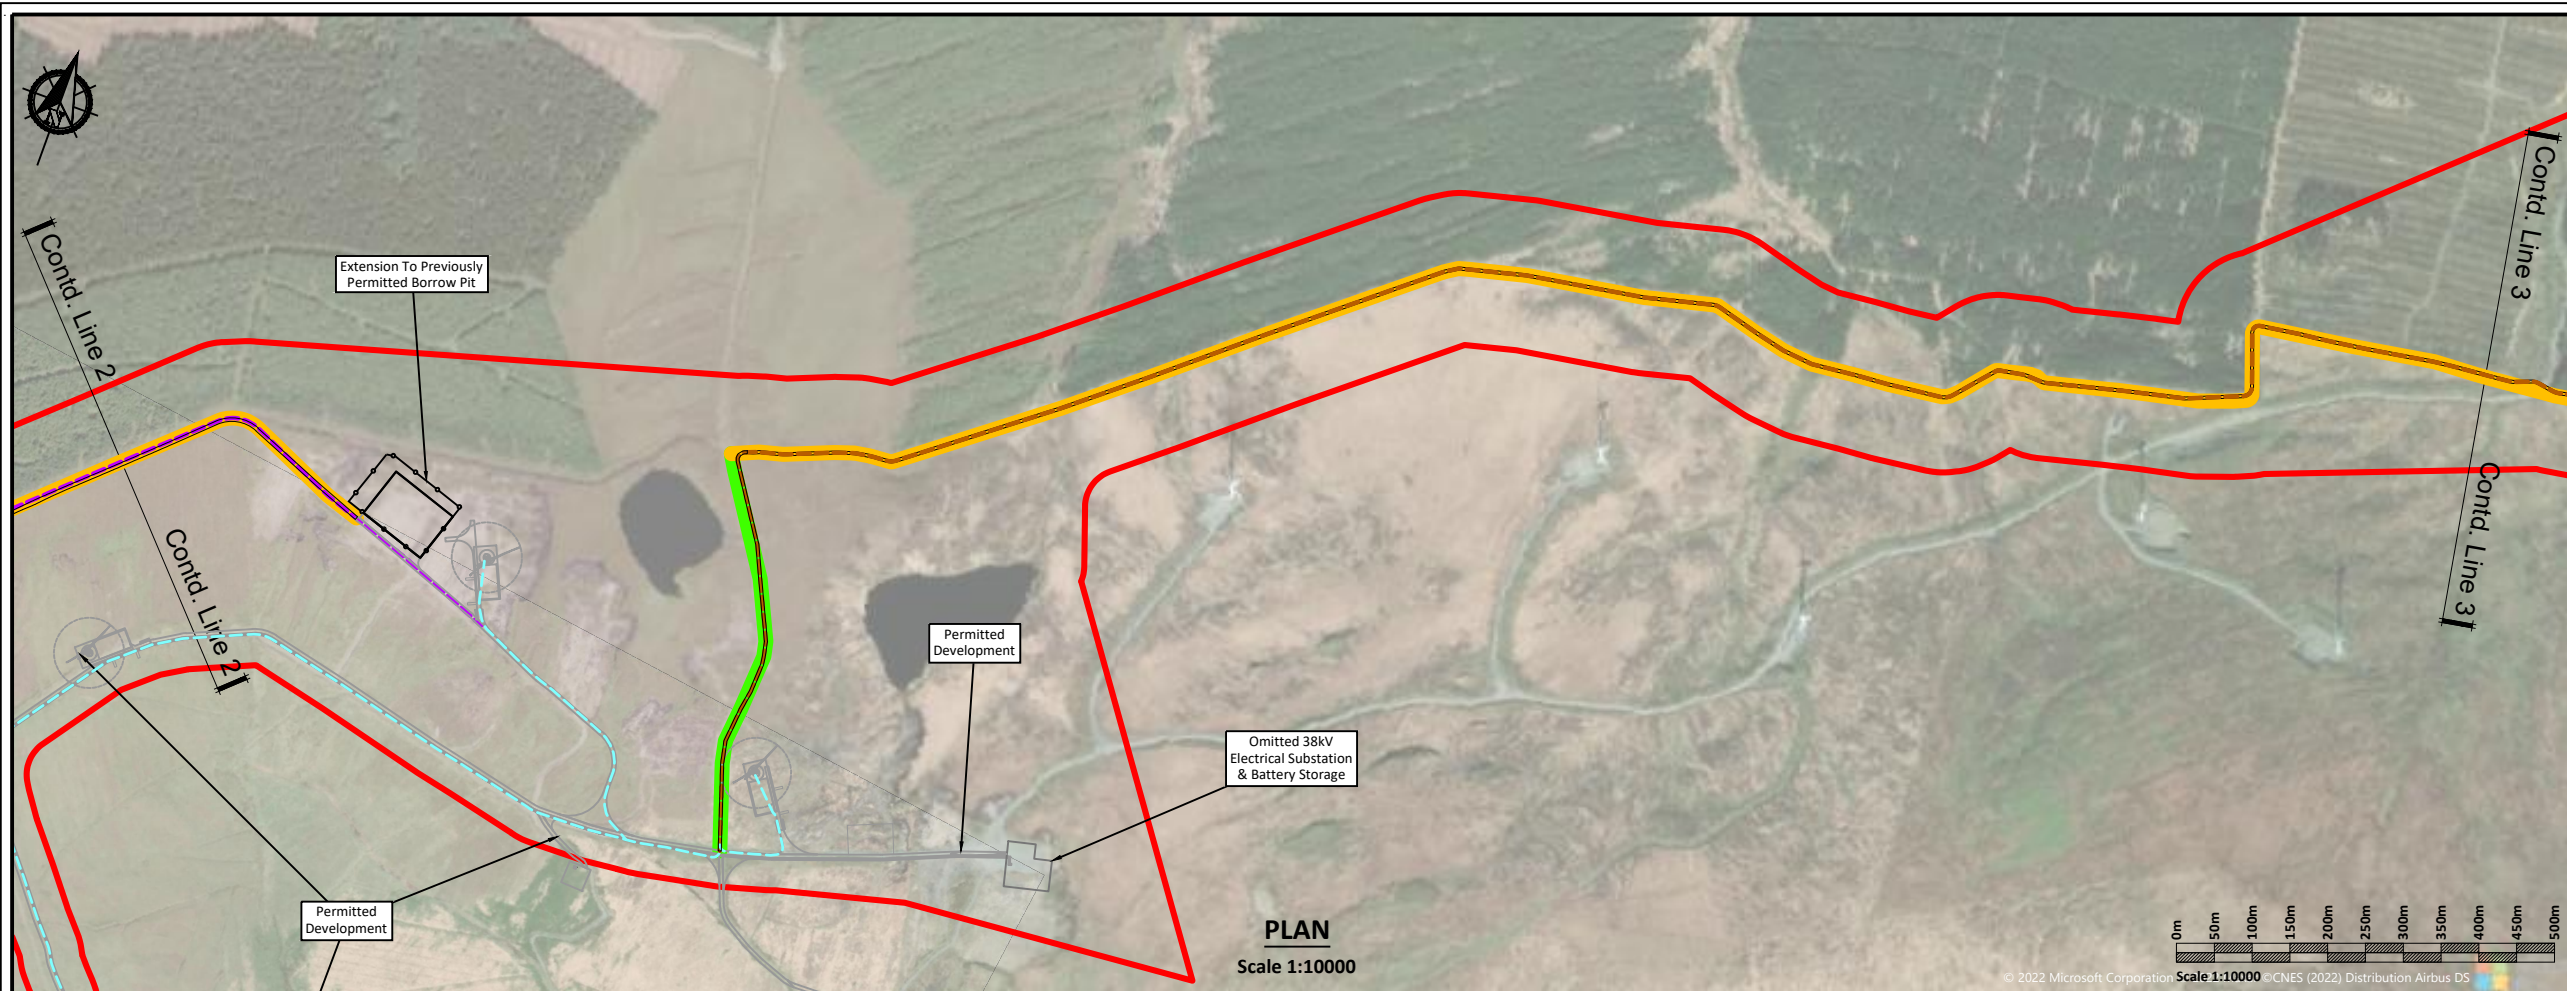 Contd. Line 2
Contd. Line 2
Extension To Previously
Permitted Borrow Pit
Contd. Line 3
Contd. Line 3
Permitted
Development
Omitted 38kV
Electrical Substation
& Battery Storage
Permitted
Development
PLAN
Scale 1:10000
0m
50m
100m
150m
200m
250m
300m
350m
400m
450m
500m
Scale 1:10000
© 2022 Microsoft Corporation
©CNES (2022) Distribution Airbus DS